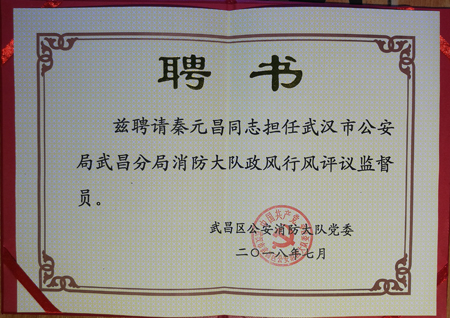 聘书
兹聘请秦元昌同志担任武汉市公安
局武昌分局消防大队政风行风评议监督
员。
武昌区公安消防大队党委
二〇一八年七月